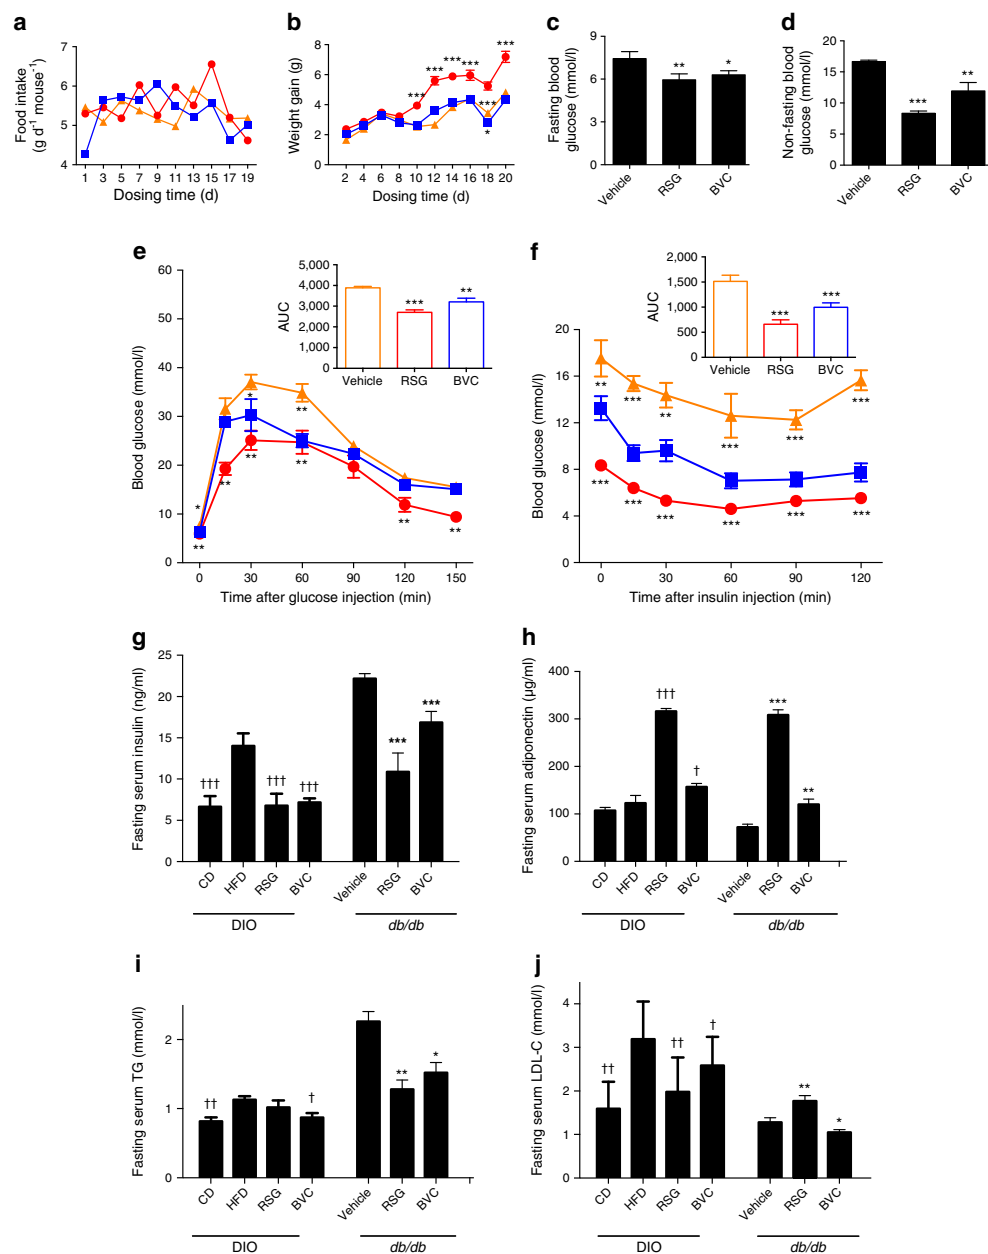 a
Food intake
(g d⁻¹ mouse⁻¹)
7
6
5
4
1 3 5 7 9 11 13 15 17 19
Dosing time (d)
b
Weight gain (g)
8
6
4
2
0
*** *** *** *** *** *** *
2 4 6 8 10 12 14 16 18 20
Dosing time (d)
c
Fasting blood
glucose (mmol/l)
9
6
3
0
** *
Vehicle RSG BVC
d
Non-fasting blood
glucose (mmol/l)
20
15
10
5
0
*** **
Vehicle RSG BVC
e
Blood glucose (mmol/l)
60
50
40
30
20
10
0
* ** ** * ** ** ** ** **
0 30 60 90 120 150
Time after glucose injection (min)
AUC
5,000
4,000
3,000
2,000
1,000
0
*** **
Vehicle RSG BVC
f
Blood glucose (mmol/l)
20
16
12
8
4
0
** *** ** *** *** ***
*** *** *** *** *** ***
0 30 60 90 120
Time after insulin injection (min)
AUC
2,000
1,500
1,000
500
0
*** ***
Vehicle RSG BVC
g
Fasting serum insulin (ng/ml)
25
20
15
10
5
0
††† ††† ††† *** ***
CD HFD RSG BVC Vehicle RSG BVC
DIO db/db
h
Fasting serum adiponectin (µg/ml)
400
300
200
100
0
††† † *** **
CD HFD RSG BVC Vehicle RSG BVC
DIO db/db
i
Fasting serum TG (mmol/l)
2
1
0
†† † ** *
CD HFD RSG BVC Vehicle RSG BVC
DIO db/db
j
Fasting serum LDL-C (mmol/l)
4
3
2
1
0
†† †† † ** *
CD HFD RSG BVC Vehicle RSG BVC
DIO db/db